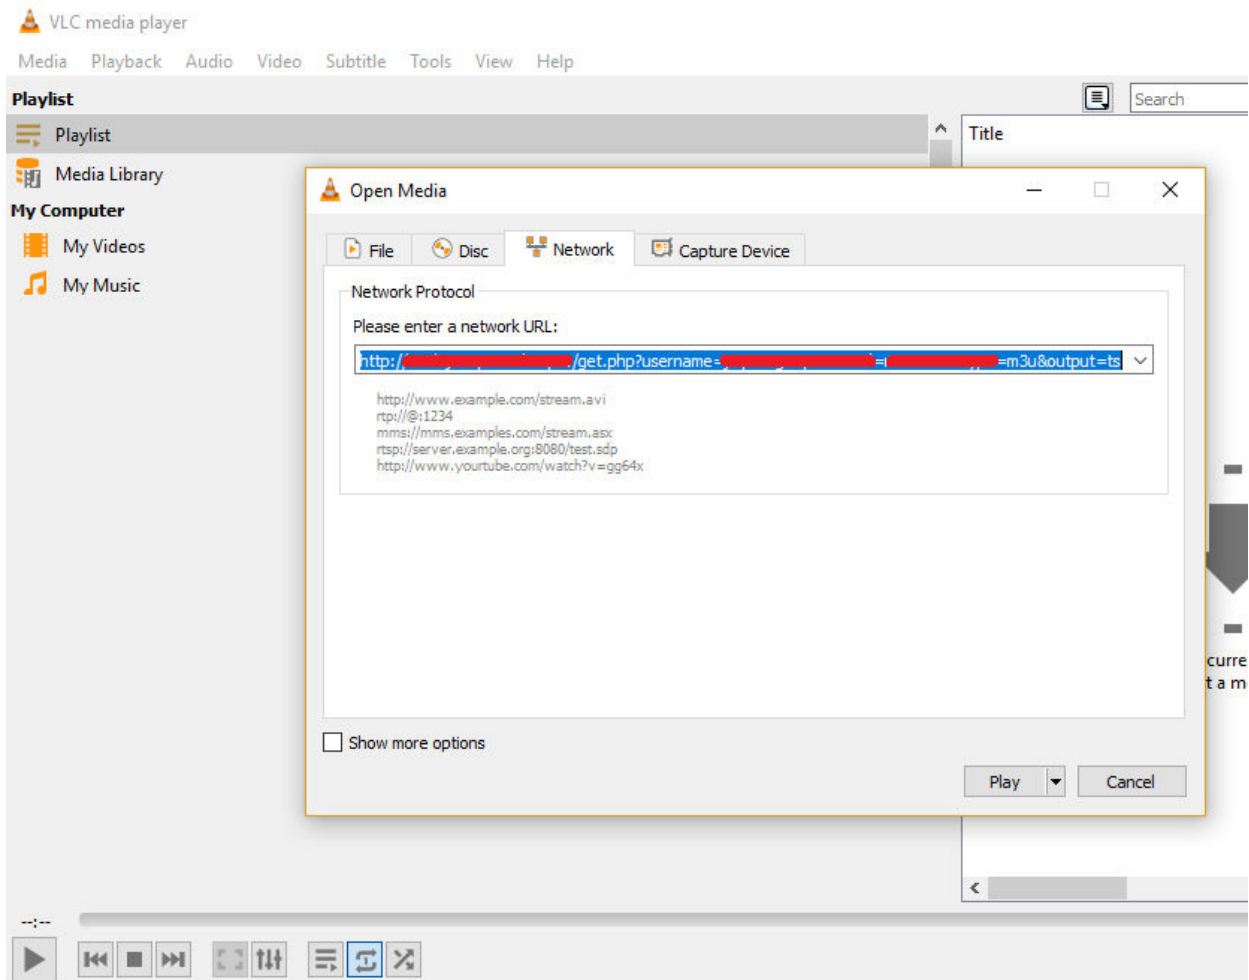 VLC media player
Media Playback Audio Video Subtitle Tools View Help
Playlist
Search
Playlist
Title
Media Library
My Computer
My Videos
My Music
Open Media
File Disc Network Capture Device
Network Protocol
Please enter a network URL:
http:/ /get.php?username= = =m3u&output=ts
http://www.example.com/stream.avi
rtp://@:1234
mms://mms.examples.com/stream.asx
rtsp://server.example.org:8080/test.sdp
http://www.yourtube.com/watch?v=gg64x
curre
t a m
Show more options
Play Cancel
--:--